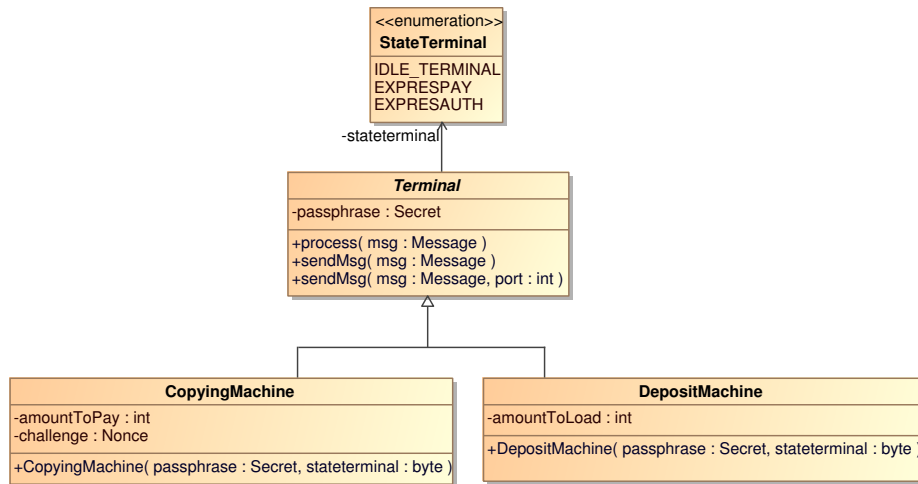 <<enumeration>>
StateTerminal
IDLE_TERMINAL
EXPRESPAY
EXPRESAUTH
-stateterminal
Terminal
-passphrase : Secret
+process( msg : Message )
+sendMsg( msg : Message )
+sendMsg( msg : Message, port : int )
CopyingMachine
-amountToPay : int
-challenge : Nonce
+CopyingMachine( passphrase : Secret, stateterminal : byte )
DepositMachine
-amountToLoad : int
+DepositMachine( passphrase : Secret, stateterminal : byte )